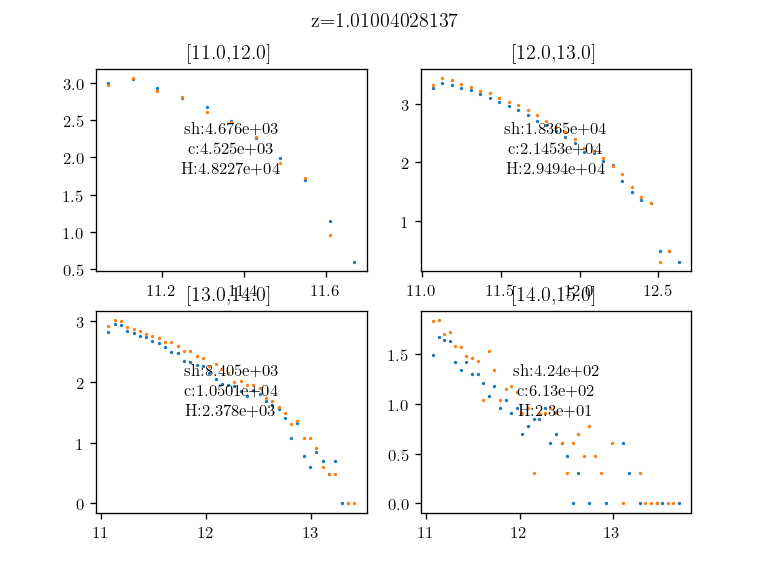 z=1.01004028137
[11.0,12.0]
[12.0,13.0]
3.0
2.5
2.0
1.5
1.0
0.5
sh:4.676e+03
c:4.525e+03
H:4.8227e+04
11.2
11.4
11.6
3
2
1
sh:1.8365e+04
c:2.1453e+04
H:2.9494e+04
11.0
11.5
12.0
12.5
[13.0,14.0]
[14.0,15.0]
3
2
1
0
sh:8.405e+03
c:1.0501e+04
H:2.378e+03
11
12
13
1.5
1.0
0.5
0.0
sh:4.24e+02
c:6.13e+02
H:2.3e+01
11
12
13